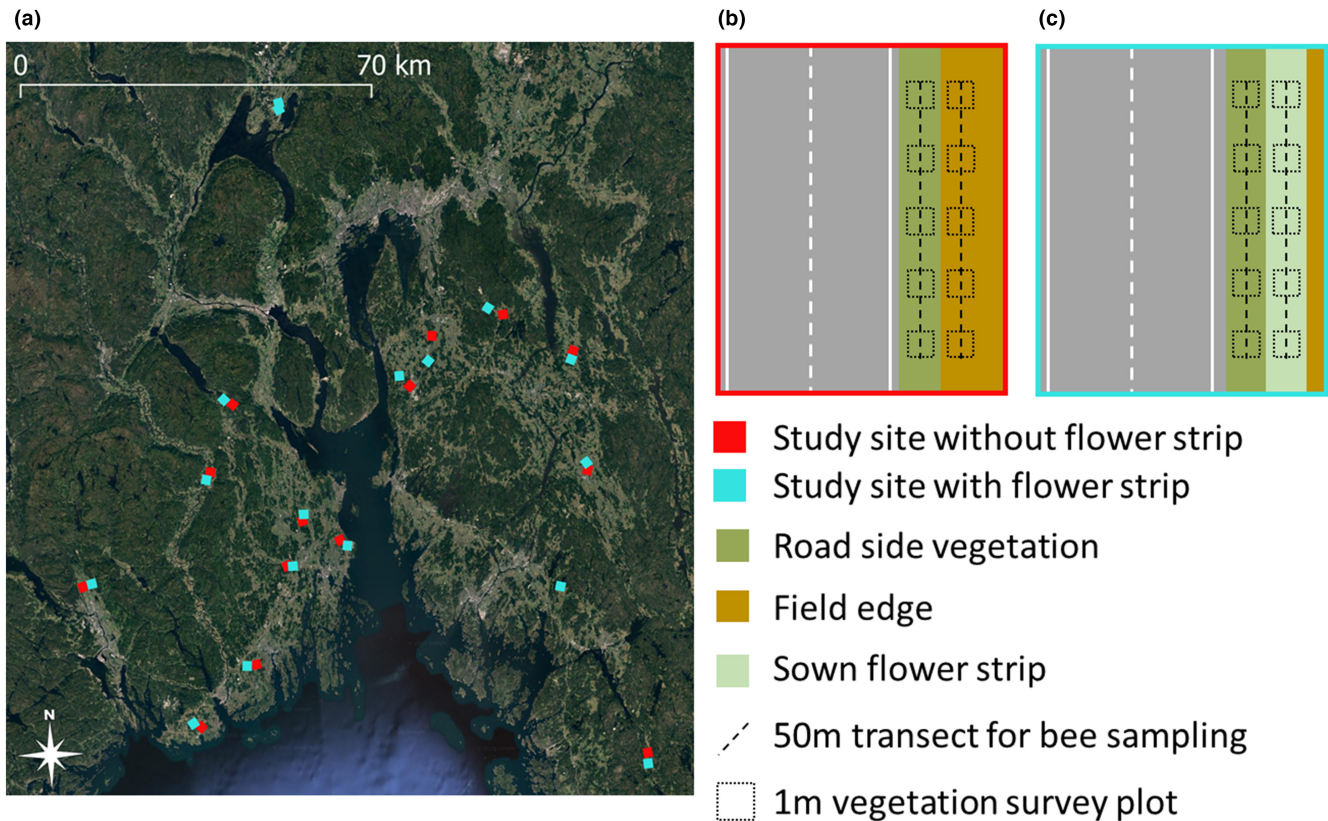 (a)
0 70 km
N
(b)
(c)
Study site without flower strip
Study site with flower strip
Road side vegetation
Field edge
Sown flower strip
50m transect for bee sampling
1m vegetation survey plot